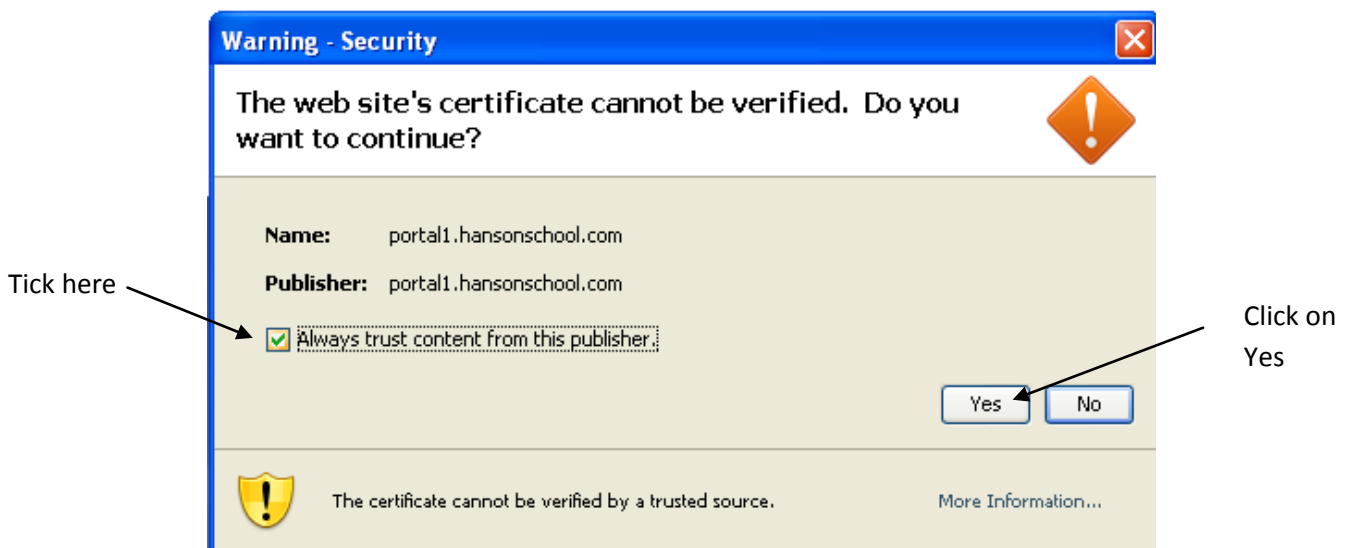 Warning - Security
The web site's certificate cannot be verified. Do you
want to continue?
Name: portal1.hansonschool.com
Publisher: portal1.hansonschool.com
Tick here
Always trust content from this publisher.
Click on
Yes
Yes No
The certificate cannot be verified by a trusted source. More Information...